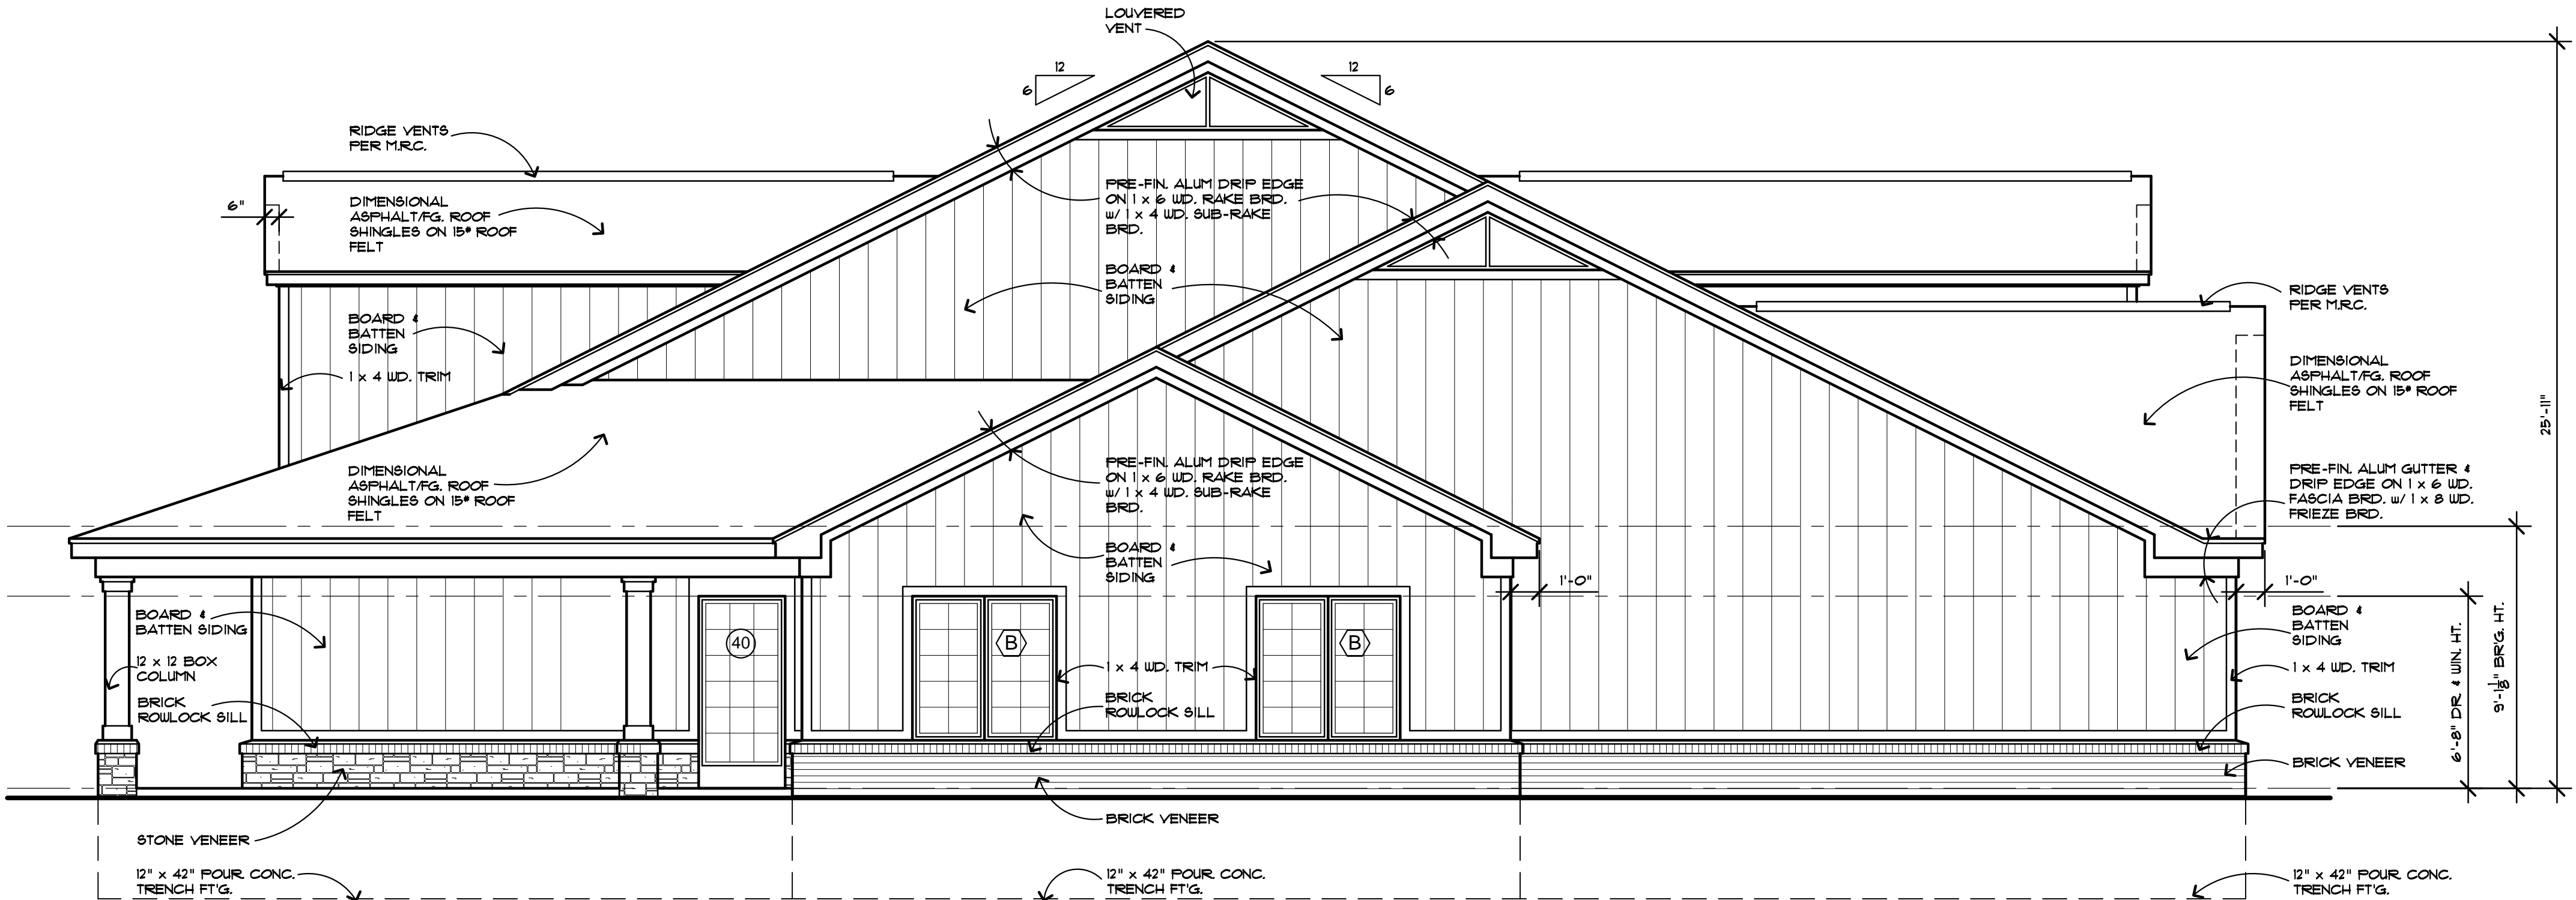 LOUVERED
VENT
12
6
12
6
RIDGE VENTS
PER M.R.C.
6"
DIMENSIONAL
ASPHALT/FG. ROOF
SHINGLES ON 15# ROOF
FELT
PRE-FIN. ALUM DRIP EDGE
ON 1 x 6 WD. RAKE BRD.
w/ 1 x 4 WD. SUB-RAKE
BRD.
BOARD &
BATTEN
SIDING
BOARD &
BATTEN
SIDING
1 x 4 WD. TRIM
RIDGE VENTS
PER M.R.C.
DIMENSIONAL
ASPHALT/FG. ROOF
SHINGLES ON 15# ROOF
FELT
25'-11"
DIMENSIONAL
ASPHALT/FG. ROOF
SHINGLES ON 15# ROOF
FELT
PRE-FIN. ALUM DRIP EDGE
ON 1 x 6 WD. RAKE BRD.
w/ 1 x 4 WD. SUB-RAKE
BRD.
PRE-FIN. ALUM GUTTER &
DRIP EDGE ON 1 x 6 WD.
FASCIA BRD. w/ 1 x 8 WD.
FRIEZE BRD.
BOARD &
BATTEN
SIDING
1'-0"
1'-0"
BOARD &
BATTEN SIDING
12 x 12 BOX
COLUMN
BRICK
ROWLOCK SILL
40
B
B
1 x 4 WD. TRIM
BRICK
ROWLOCK SILL
BOARD &
BATTEN
SIDING
1 x 4 WD. TRIM
BRICK
ROWLOCK SILL
BRICK VENEER
6'-8" DR & WIN. HT.
9'-1 1/8" BRG. HT.
STONE VENEER
BRICK VENEER
12" x 42" POUR. CONC.
TRENCH FT'G.
12" x 42" POUR. CONC.
TRENCH FT'G.
12" x 42" POUR. CONC.
TRENCH FT'G.